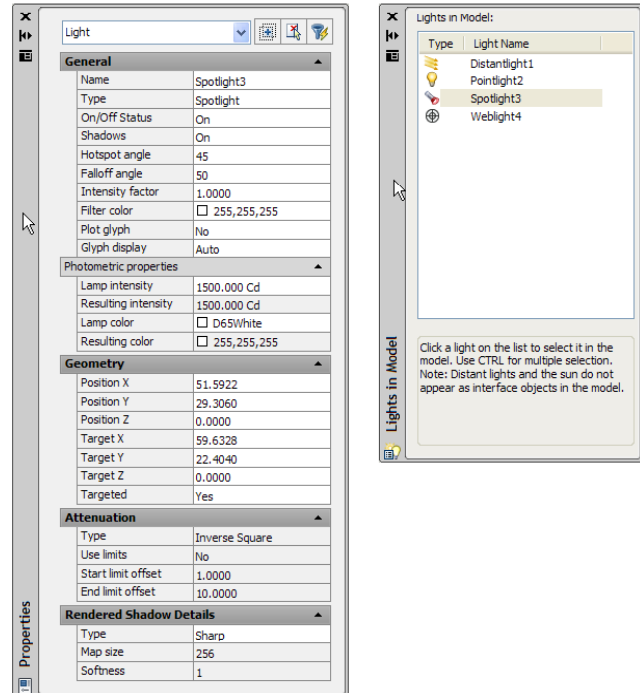 Light
General
Name Spotlight3
Type Spotlight
On/Off Status On
Shadows On
Hotspot angle 45
Falloff angle 50
Intensity factor 1.0000
Filter color 255,255,255
Plot glyph No
Glyph display Auto
Photometric properties
Lamp intensity 1500.000 Cd
Resulting intensity 1500.000 Cd
Lamp color D65White
Resulting color 255,255,255
Geometry
Position X 51.5922
Position Y 29.3060
Position Z 0.0000
Target X 59.6328
Target Y 22.4040
Target Z 0.0000
Targeted Yes
Attenuation
Type Inverse Square
Use limits No
Start limit offset 1.0000
End limit offset 10.0000
Rendered Shadow Details
Type Sharp
Map size 256
Softness 1
Properties
Lights in Model:
Type Light Name
Distantlight1
Pointlight2
Spotlight3
Weblight4
Click a light on the list to select it in the
model. Use CTRL for multiple selection.
Note: Distant lights and the sun do not
appear as interface objects in the model.
Lights in Model